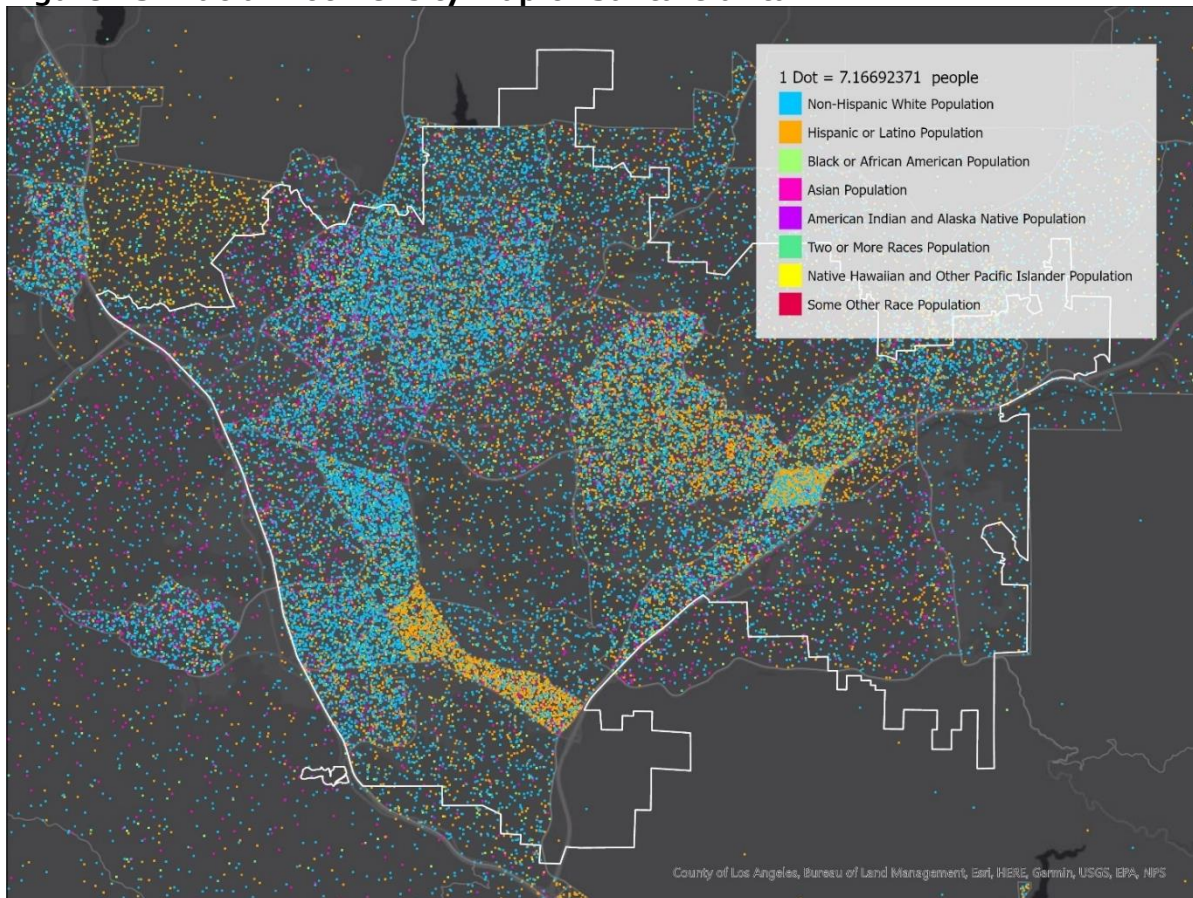 1 Dot = 7.16692371 people
Non-Hispanic White Population
Hispanic or Latino Population
Black or African American Population
Asian Population
American Indian and Alaska Native Population
Two or More Races Population
Native Hawaiian and Other Pacific Islander Population
Some Other Race Population
County of Los Angeles, Bureau of Land Management, Esri, HERE, Garmin, USGS, EPA, NPS